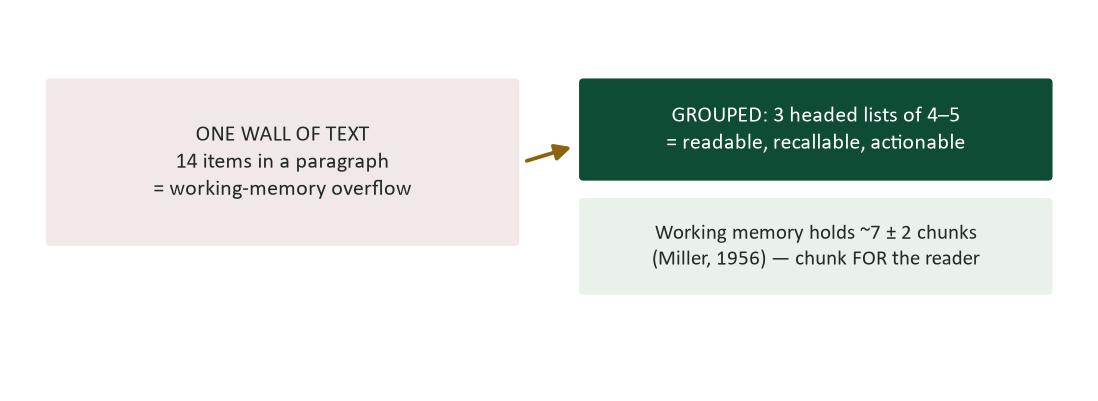 ONE WALL OF TEXT
14 items in a paragraph
= working-memory overflow
GROUPED: 3 headed lists of 4–5
= readable, recallable, actionable
Working memory holds ~7 ± 2 chunks
(Miller, 1956) — chunk FOR the reader